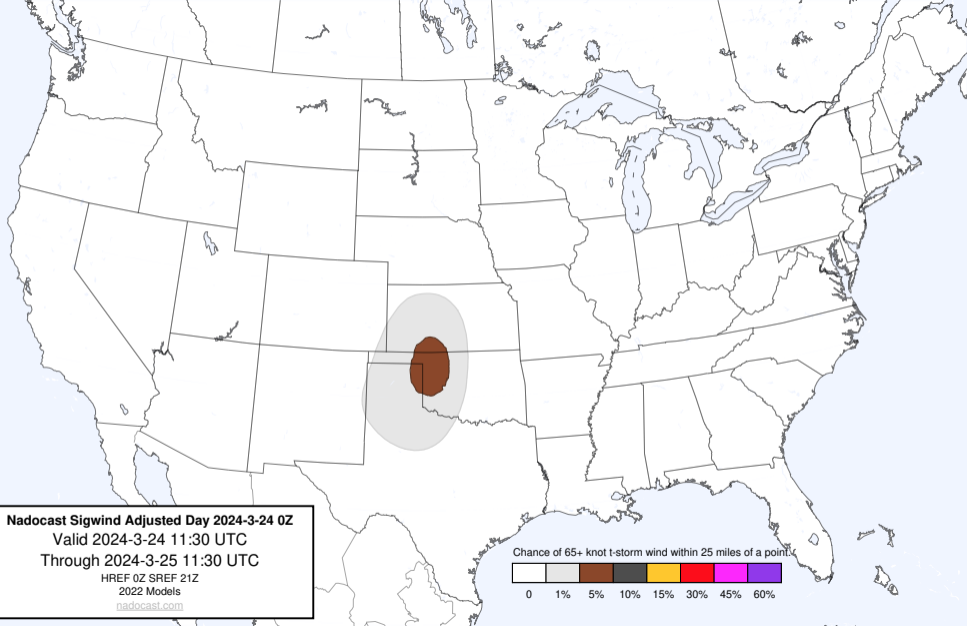 Nadocast Sigwind Adjusted Day 2024-3-24 0Z
Valid 2024-3-24 11:30 UTC
Through 2024-3-25 11:30 UTC
HREF 0Z SREF 21Z
2022 Models
nadocast.com
Chance of 65+ knot t-storm wind within 25 miles of a point.
0 1% 5% 10% 15% 30% 45% 60%